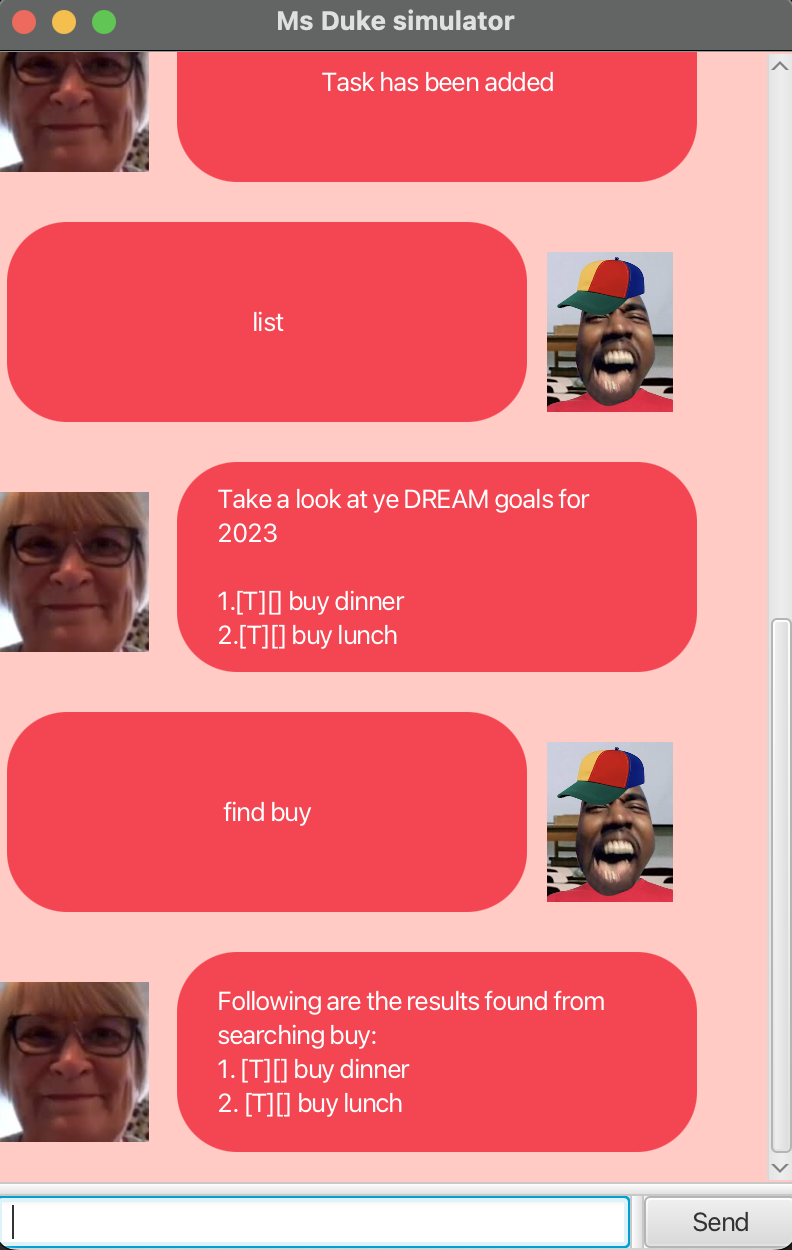 Ms Duke simulator
Task has been added
list
Take a look at ye DREAM goals for
2023
1.[T][] buy dinner
2.[T][] buy lunch
find buy
Following are the results found from
searching buy:
1. [T][] buy dinner
2. [T][] buy lunch
Send